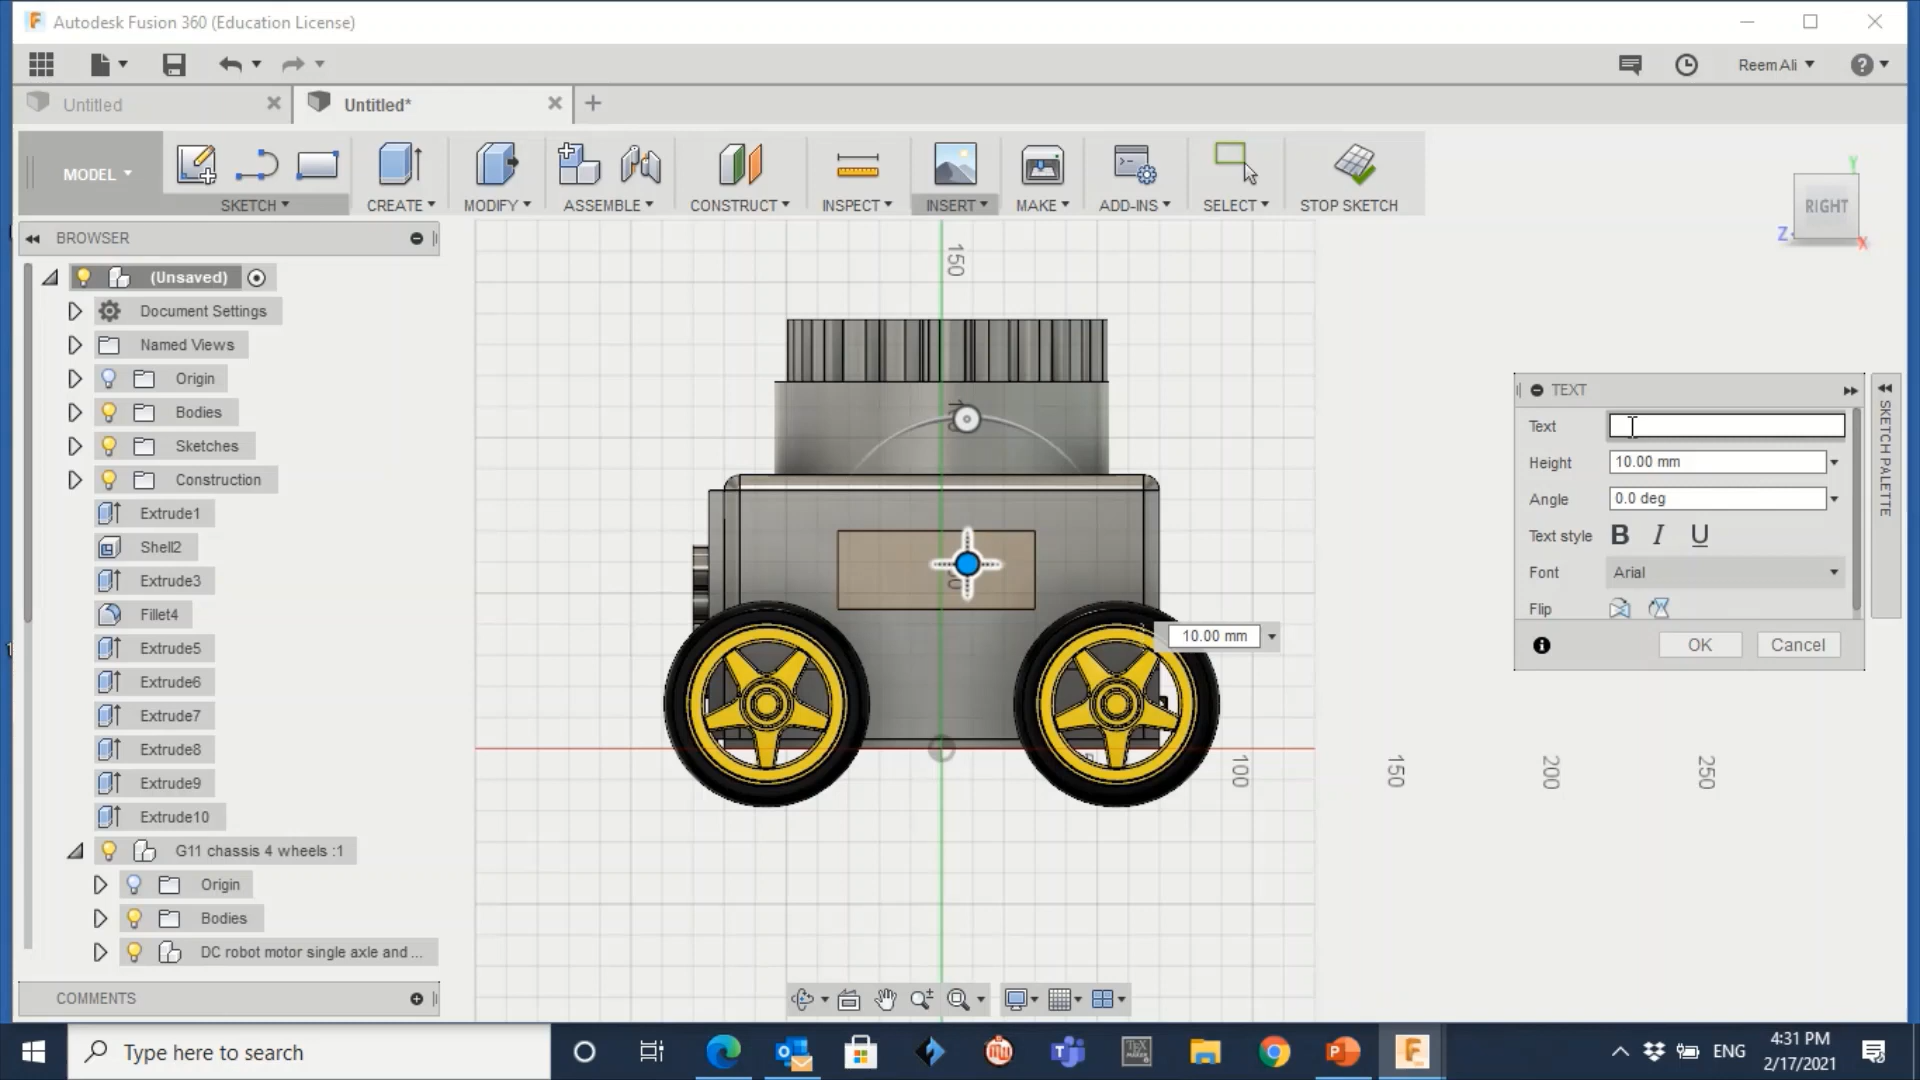 Autodesk Fusion 360 (Education License)
Reem Ali
Untitled
Untitled*
MODEL
SKETCH
CREATE
MODIFY
ASSEMBLE
CONSTRUCT
INSPECT
INSERT
MAKE
ADD-INS
SELECT
STOP SKETCH
BROWSER
(Unsaved)
Document Settings
Named Views
Origin
Bodies
Sketches
Construction
Extrude1
Shell2
Extrude3
Fillet4
Extrude5
Extrude6
Extrude7
Extrude8
Extrude9
Extrude10
G11 chassis 4 wheels :1
Origin
Bodies
DC robot motor single axle and ...
COMMENTS
150
100
150
200
250
10.00 mm
Y
RIGHT
Z
X
TEXT
Text
Height
10.00 mm
Angle
0.0 deg
Text style
B I U
Font
Arial
Flip
OK
Cancel
SKETCH PALETTE
Type here to search
ENG
4:31 PM
2/17/2021